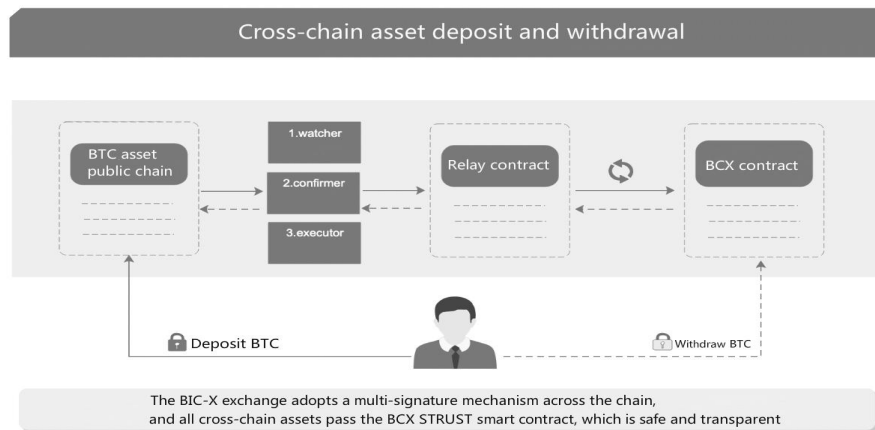 Cross-chain asset deposit and withdrawal
BTC asset
public chain
1.watcher
2.confirmer
3.executor
Relay contract
BCX contract
Deposit BTC
Withdraw BTC
The BIC-X exchange adopts a multi-signature mechanism across the chain,
and all cross-chain assets pass the BCX STRUST smart contract, which is safe and transparent